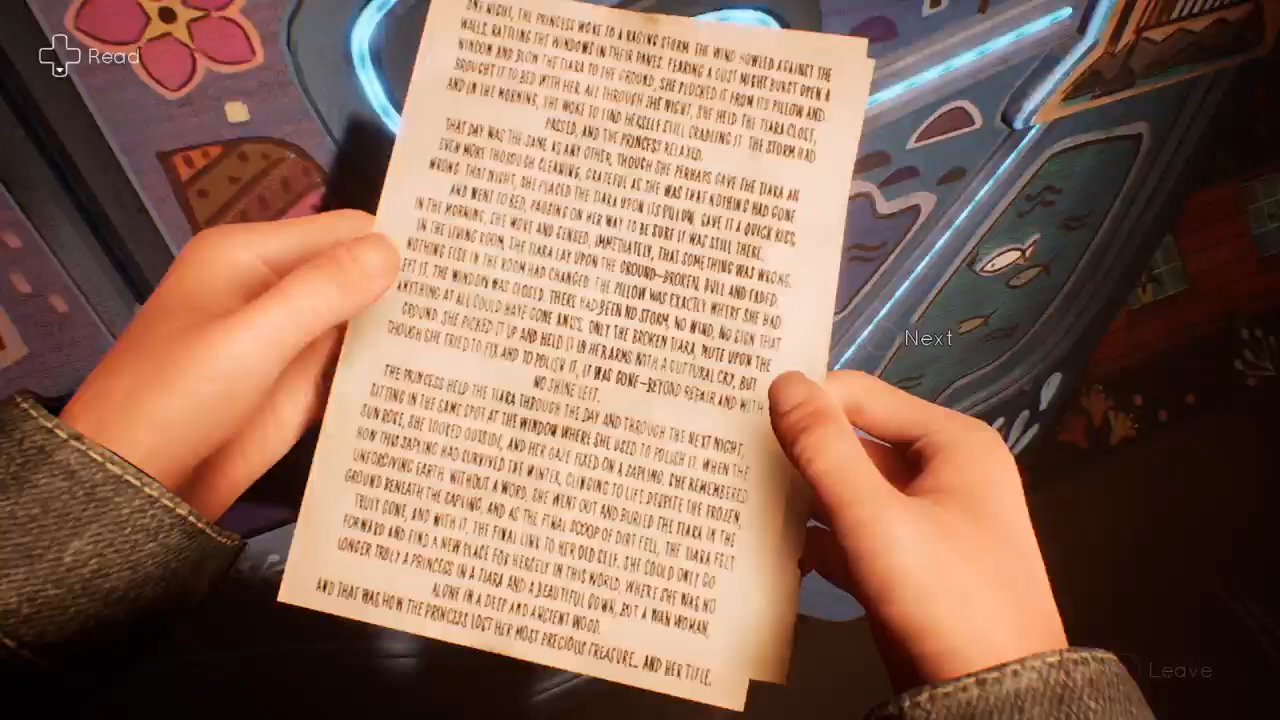 Read
ONE NIGHT, THE PRINCESS WOKE TO A RAGING STORM. THE WIND HOWLED AGAINST THE
WALLS, RATTLING THE WINDOWS IN THEIR PANES. FEARING A GUST MIGHT BURST OPEN A
WINDOW AND BLOW THE TIARA TO THE GROUND, SHE PLUCKED IT FROM ITS PILLOW AND
BROUGHT IT TO BED WITH HER. ALL THROUGH THE NIGHT, SHE HELD THE TIARA CLOSE,
AND IN THE MORNING, SHE WOKE TO FIND HERSELF STILL CRADLING IT. THE STORM HAD
PASSED, AND THE PRINCESS RELAXED.
THAT DAY WAS THE SAME AS ANY OTHER, THOUGH SHE PERHAPS GAVE THE TIARA AN
EVEN MORE THOROUGH CLEANING, GRATEFUL AS SHE WAS THAT NOTHING HAD GONE
WRONG. THAT NIGHT, SHE PLACED THE TIARA UPON ITS PILLOW, GAVE IT A QUICK KISS,
AND WENT TO BED, PAUSING ON HER WAY TO BE SURE IT WAS STILL THERE.
IN THE MORNING, SHE WOKE AND SENSED, IMMEDIATELY, THAT SOMETHING WAS WRONG.
IN THE LIVING ROOM, THE TIARA LAY UPON THE GROUND—BROKEN, DULL AND FADED.
NOTHING ELSE IN THE ROOM HAD CHANGED. THE PILLOW WAS EXACTLY WHERE SHE HAD
LEFT IT. THE WINDOW WAS CLOSED. THERE HAD BEEN NO STORM, NO WIND, NO SIGN THAT
ANYTHING AT ALL COULD HAVE GONE AMISS. ONLY THE BROKEN TIARA, MUTE UPON THE
GROUND. SHE PICKED IT UP AND HELD IT IN HER ARMS WITH A GUTTURAL CRY, BUT
THOUGH SHE TRIED TO FIX AND TO POLISH IT, IT WAS GONE—BEYOND REPAIR AND WITH
NO SHINE LEFT.
THE PRINCESS HELD THE TIARA THROUGH THE DAY AND THROUGH THE NEXT NIGHT,
SITTING IN THE SAME SPOT AT THE WINDOW WHERE SHE USED TO POLISH IT. WHEN THE
SUN ROSE, SHE LOOKED OUTSIDE, AND HER GAZE FIXED ON A SAPLING. SHE REMEMBERED
HOW THIS SAPLING HAD SURVIVED THE WINTER, CLINGING TO LIFE DESPITE THE FROZEN,
UNFORGIVING EARTH. WITHOUT A WORD, SHE WENT OUT AND BURIED THE TIARA IN THE
GROUND BENEATH THE SAPLING, AND AS THE FINAL SCOOP OF DIRT FELL, THE TIARA FELT
TRULY GONE, AND WITH IT, THE FINAL LINK TO HER OLD SELF. SHE COULD ONLY GO
FORWARD AND FIND A NEW PLACE FOR HERSELF IN THIS WORLD, WHERE SHE WAS NO
LONGER TRULY A PRINCESS IN A TIARA AND A BEAUTIFUL GOWN, BUT A WAN WOMAN,
ALONE IN A DEEP AND ANCIENT WOOD.
AND THAT WAS HOW THE PRINCESS LOST HER MOST PRECIOUS TREASURE... AND HER TITLE.
Next
Leave